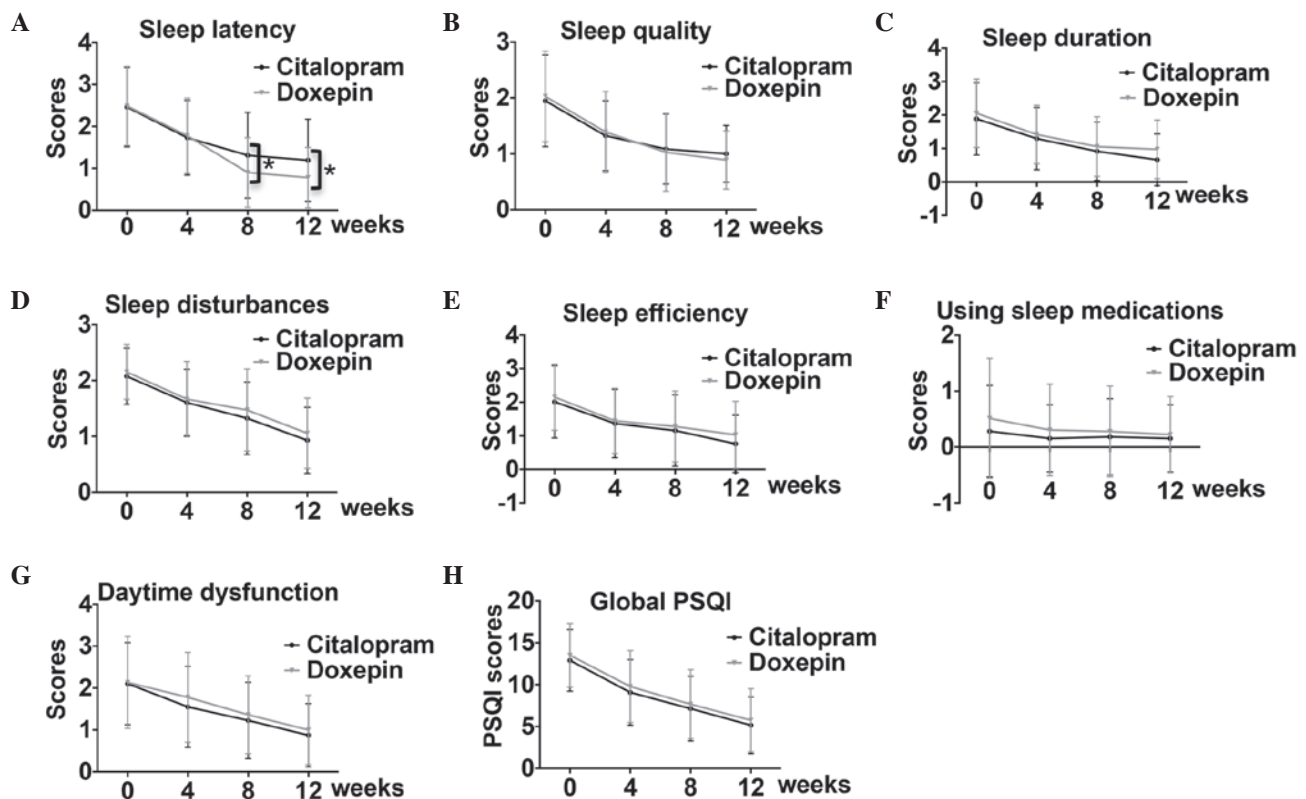 A
Sleep latency
Scores
4
3
2
1
0
Citalopram
Doxepin
*
*
0 4 8 12 weeks
B
Sleep quality
Scores
3
2
1
0
Citalopram
Doxepin
0 4 8 12 weeks
C
Sleep duration
Scores
4
3
2
1
0
-1
Citalopram
Doxepin
0 4 8 12 weeks
D
Sleep disturbances
Scores
3
2
1
0
Citalopram
Doxepin
0 4 8 12 weeks
E
Sleep efficiency
Scores
4
3
2
1
0
-1
Citalopram
Doxepin
0 4 8 12 weeks
F
Using sleep medications
Scores
2
1
0
-1
Citalopram
Doxepin
0 4 8 12 weeks
G
Daytime dysfunction
Scores
4
3
2
1
0
Citalopram
Doxepin
0 4 8 12 weeks
H
Global PSQI
PSQI scores
20
15
10
5
0
Citalopram
Doxepin
0 4 8 12 weeks